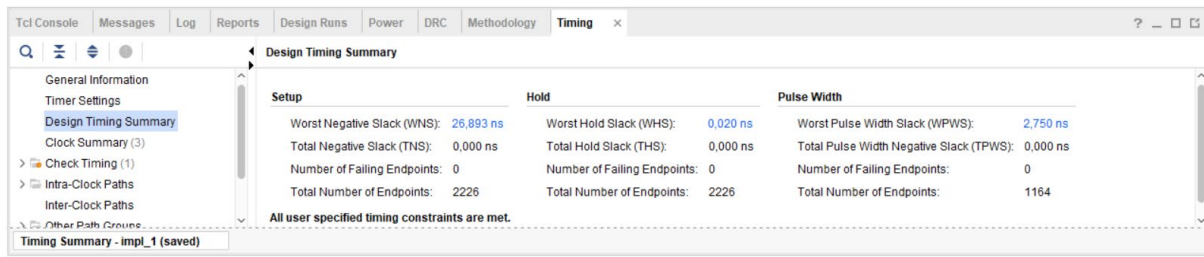 Tcl Console Messages Log Reports Design Runs Power DRC Methodology Timing × ? _
Design Timing Summary
General Information
Timer Settings
Design Timing Summary
Clock Summary (3)
Check Timing (1)
Intra-Clock Paths
Inter-Clock Paths
Other Path Groups
Setup Hold Pulse Width
Worst Negative Slack (WNS): 26,893 ns Worst Hold Slack (WHS): 0,020 ns Worst Pulse Width Slack (WPWS): 2,750 ns
Total Negative Slack (TNS): 0,000 ns Total Hold Slack (THS): 0,000 ns Total Pulse Width Negative Slack (TPWS): 0,000 ns
Number of Failing Endpoints: 0 Number of Failing Endpoints: 0 Number of Failing Endpoints: 0
Total Number of Endpoints: 2226 Total Number of Endpoints: 2226 Total Number of Endpoints: 1164
All user specified timing constraints are met.
Timing Summary - impl_1 (saved)